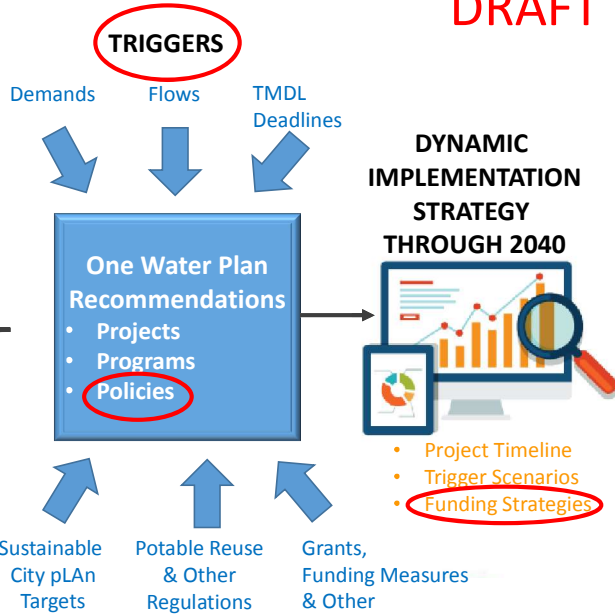 DRAFT
TRIGGERS
Demands
Flows
TMDL
Deadlines
DYNAMIC
IMPLEMENTATION
STRATEGY
THROUGH 2040
One Water Plan
Recommendations
• Projects
• Programs
• Policies
• Project Timeline
• Trigger Scenarios
• Funding Strategies
Sustainable
City pLAn
Targets
Potable Reuse
& Other
Regulations
Grants,
Funding Measures
& Other